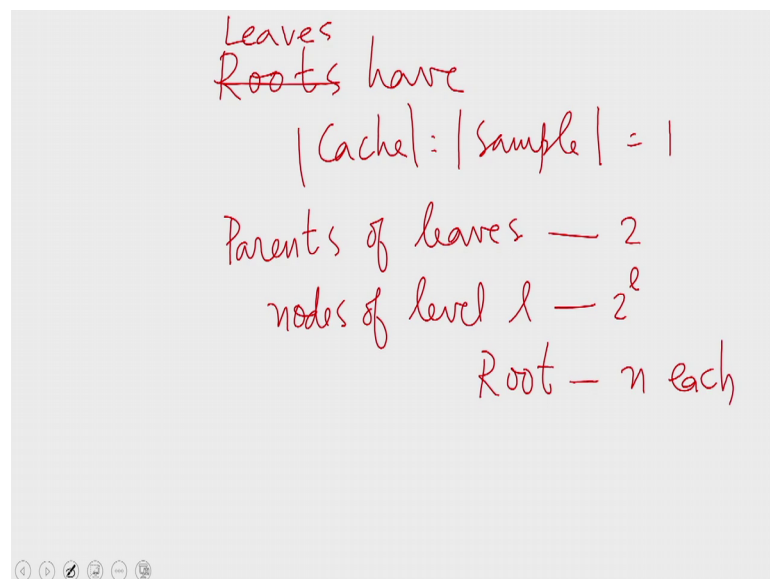 Leaves
Roots have
|Cache| = |Sample| = 1
Parents of leaves — 2
nodes of level l — 2^l
Root — n each